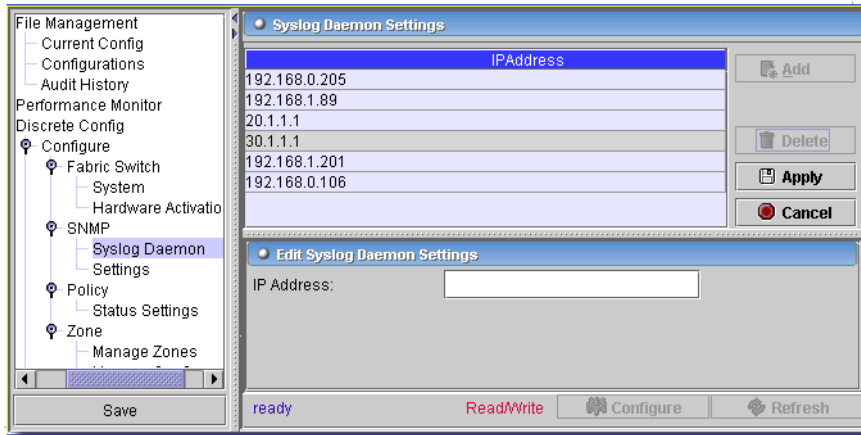 File Management
Current Config
Configurations
Audit History
Performance Monitor
Discrete Config
Configure
Fabric Switch
System
Hardware Activatio
SNMP
Syslog Daemon
Settings
Policy
Status Settings
Zone
Manage Zones
Save
Syslog Daemon Settings
IPAddress
192.168.0.205
192.168.1.89
20.1.1.1
30.1.1.1
192.168.1.201
192.168.0.106
Add
Delete
Apply
Cancel
Edit Syslog Daemon Settings
IP Address:
ready
Read/Write
Configure
Refresh